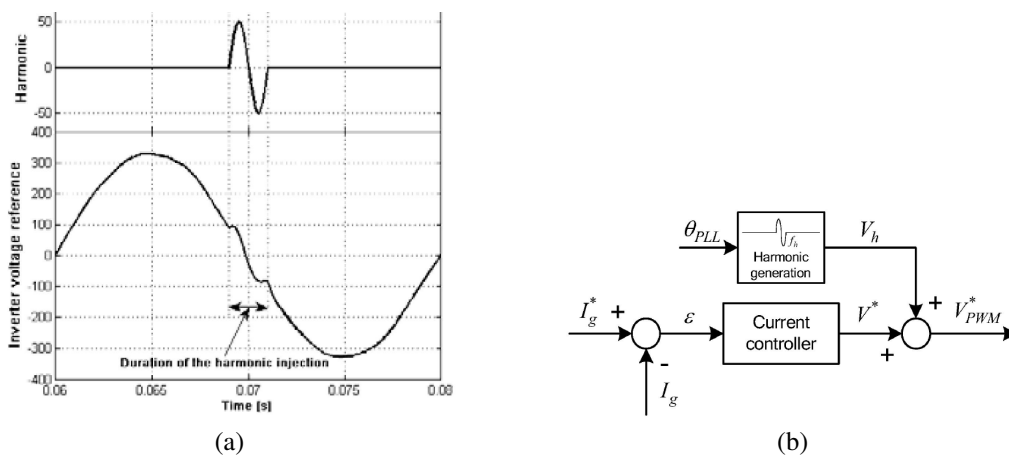 50
0
-50
Harmonic
400
300
200
100
0
-100
-200
-300
-400
Inverter voltage reference
Duration of the harmonic injection
0.06
0.065
0.07
0.075
0.08
Time [s]
(a)
θPLL
fh
Harmonic
generation
Vh
I*g
+
-
Ig
ε
Current
controller
V*
+
+
V*PWM
(b)